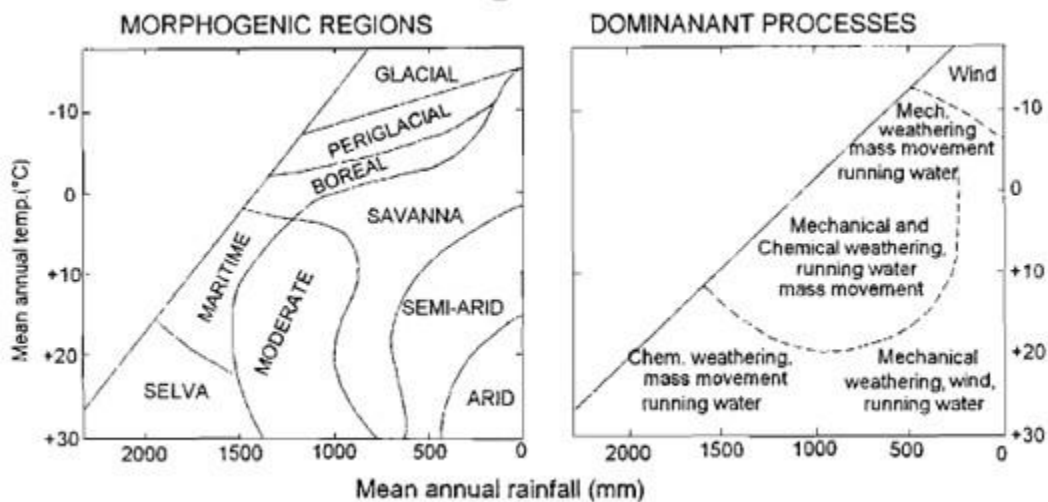 MORPHOGENIC REGIONS
DOMINANANT PROCESSES
GLACIAL
PERIGLACIAL
BOREAL
SAVANNA
MARITIME
MODERATE
SEMI-ARID
SELVA
ARID
Mean annual temp.(°C)
-10
0
+10
+20
+30
2000
1500
1000
500
0
Wind
Mech.
weathering
mass movement
running water
Mechanical and
Chemical weathering,
running water
mass movement
Chem. weathering,
mass movement
running water
Mechanical
weathering, wind,
running water
-10
0
+10
+20
+30
2000
1500
1000
500
0
Mean annual rainfall (mm)